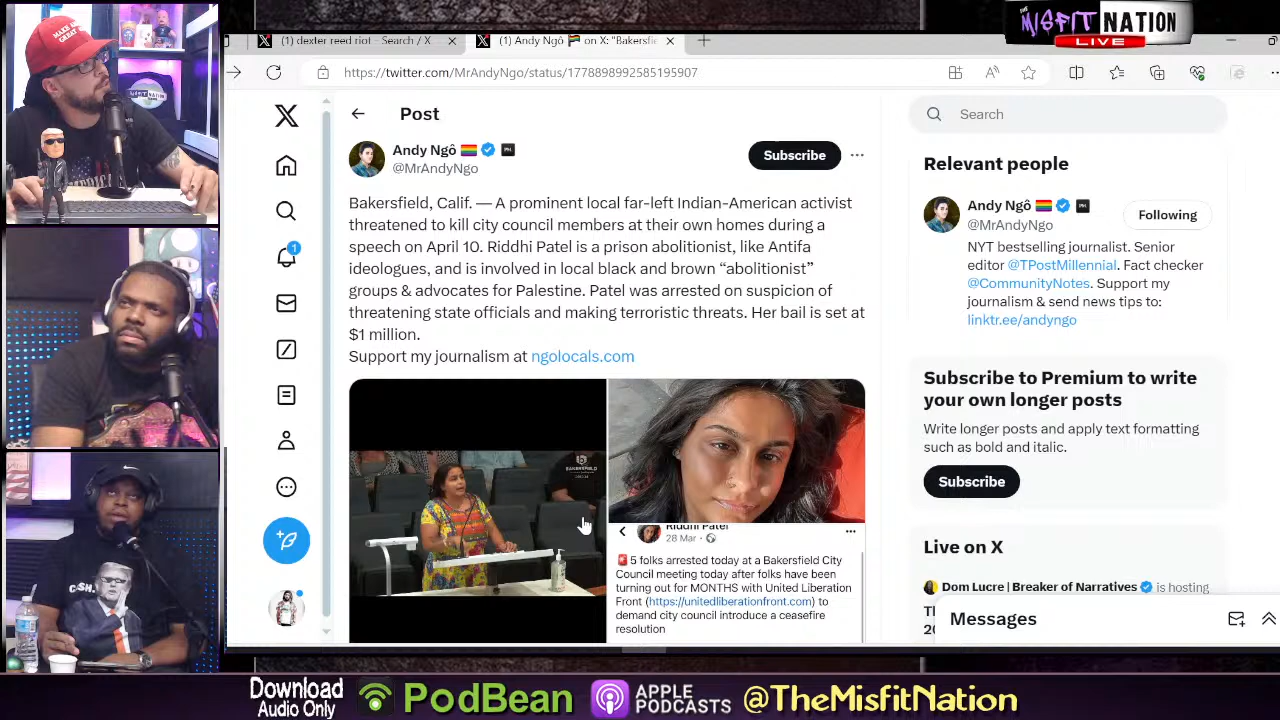 THE MISFIT NATION
LIVE
(1) dexter reed riot - Search / X
(1) Andy Ngô on X: "Bakersfie
https://twitter.com/MrAndyNgo/status/1778898992585195907
Post
Search
Andy Ngô
@MrAndyNgo
Subscribe
Bakersfield, Calif. — A prominent local far-left Indian-American activist
threatened to kill city council members at their own homes during a
speech on April 10. Riddhi Patel is a prison abolitionist, like Antifa
ideologues, and is involved in local black and brown “abolitionist”
groups & advocates for Palestine. Patel was arrested on suspicion of
threatening state officials and making terroristic threats. Her bail is set at
$1 million.
Support my journalism at ngolocals.com
BAKERSFIELD
Riddhi Patel
28 Mar
5 folks arrested today at a Bakersfield City
Council meeting today after folks have been
turning out for MONTHS with United Liberation
Front (https://unitedliberationfront.com) to
demand city council introduce a ceasefire
resolution
Relevant people
Andy Ngô
@MrAndyNgo
Following
NYT bestselling journalist. Senior
editor @TPostMillennial. Fact checker
@CommunityNotes. Support my
journalism & send news tips to:
linktr.ee/andyngo
Subscribe to Premium to write
your own longer posts
Write longer posts and apply text formatting
such as bold and italic.
Subscribe
Live on X
Dom Lucre | Breaker of Narratives is hosting
Messages
1
Download
Audio Only
PodBean
APPLE
PODCASTS
@TheMisfitNation